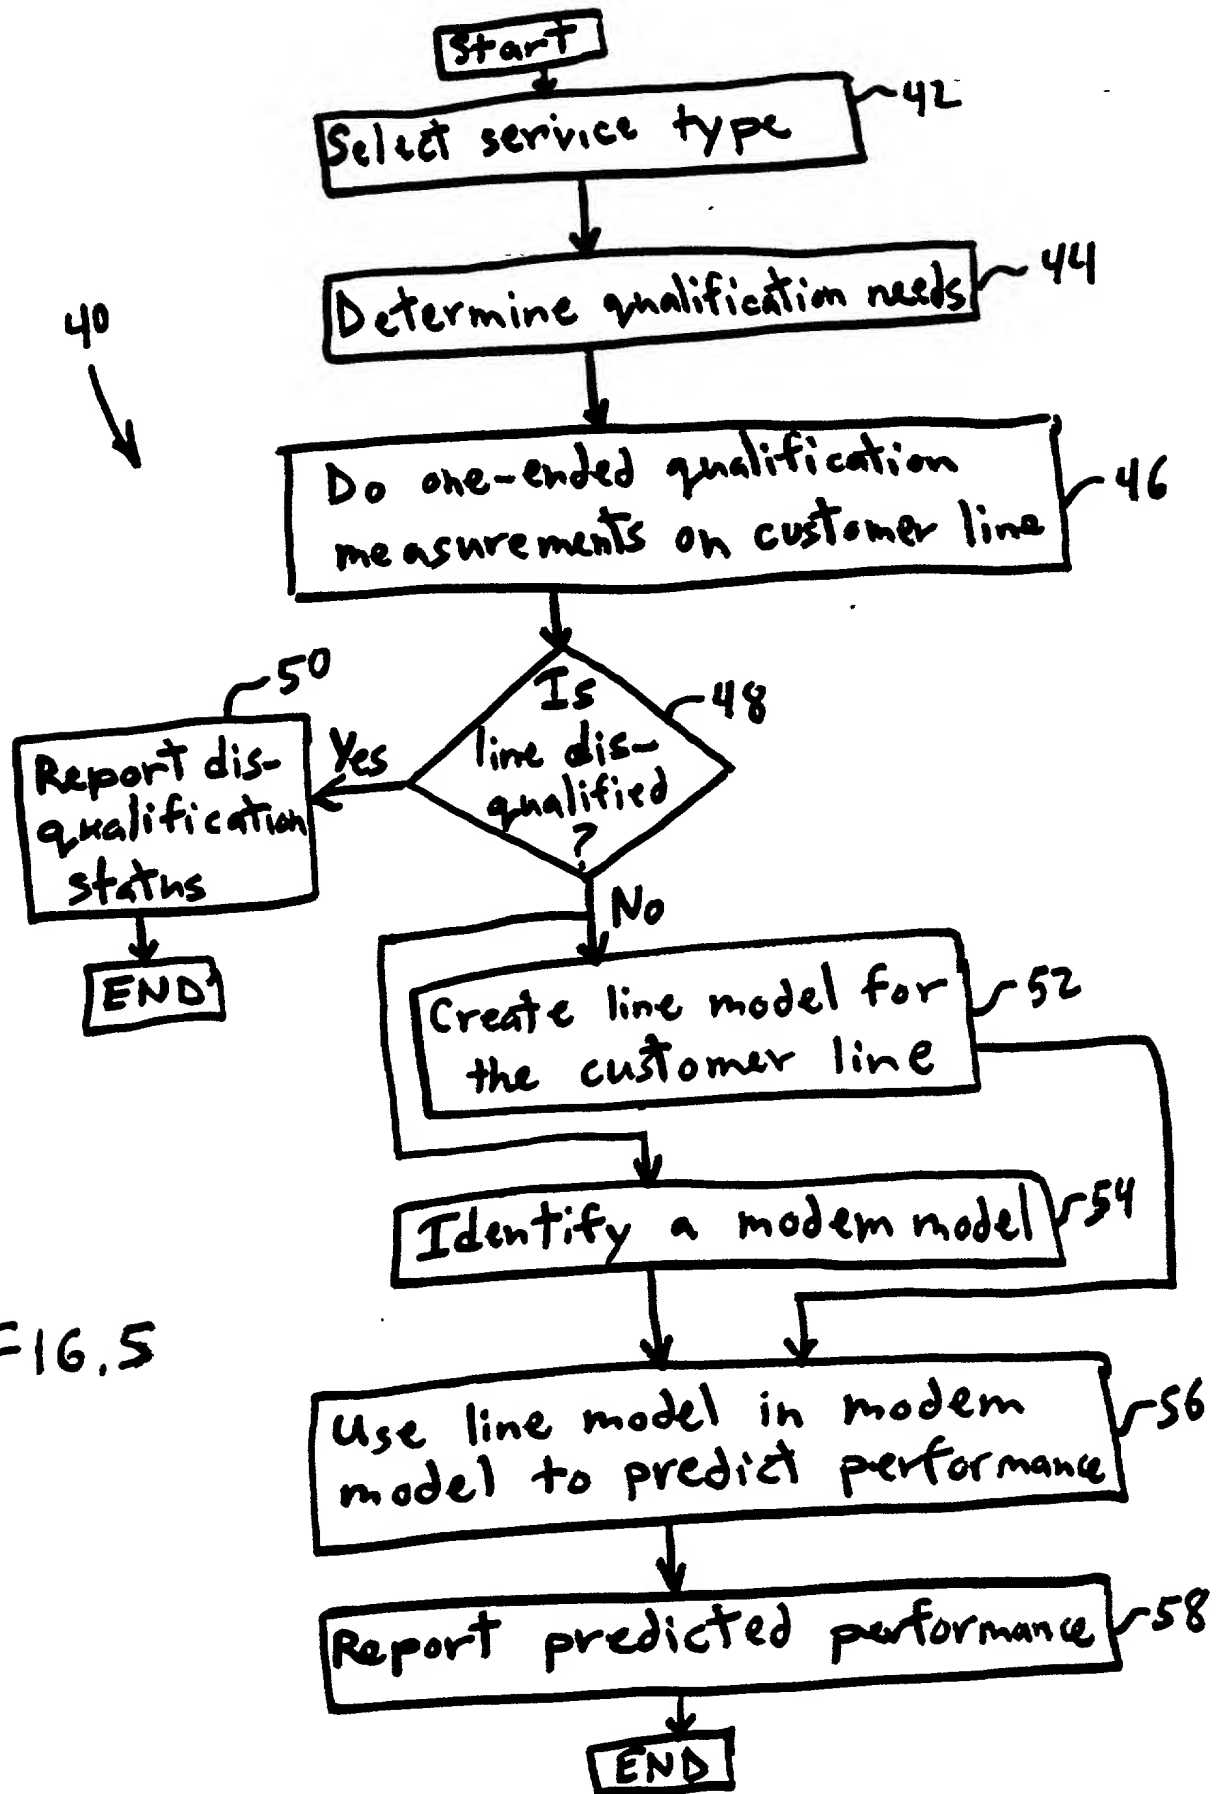 Start
Select service type
42
Determine qualification needs
44
40
Do one-ended qualification
measurements on customer line
46
Is
line dis-
qualified
?
48
Yes
50
Report dis-
qualification
status
END
No
Create line model for
the customer line
52
Identify a modem model
54
FIG.5
Use line model in modem
model to predict performance
56
Report predicted performance
58
END